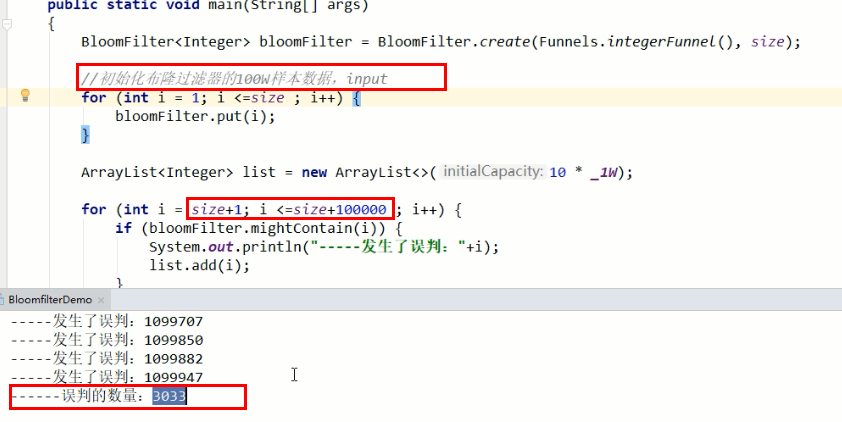 public static void main(String[] args)
{
BloomFilter<Integer> bloomFilter = BloomFilter.create(Funnels.integerFunnel(), size);
//初始化布隆过滤器的100W样本数据，input
for (int i = 1; i <=size ; i++) {
bloomFilter.put(i);
}
ArrayList<Integer> list = new ArrayList<>( initialCapacity: 10 * _1W);
for (int i = size+1; i <=size+100000 ; i++) {
if (bloomFilter.mightContain(i)) {
System.out.println("-----发生了误判："+i);
list.add(i);
}
BloomfilterDemo ×
-----发生了误判：1099707
-----发生了误判：1099850
-----发生了误判：1099882
-----发生了误判：1099947
------误判的数量：3033